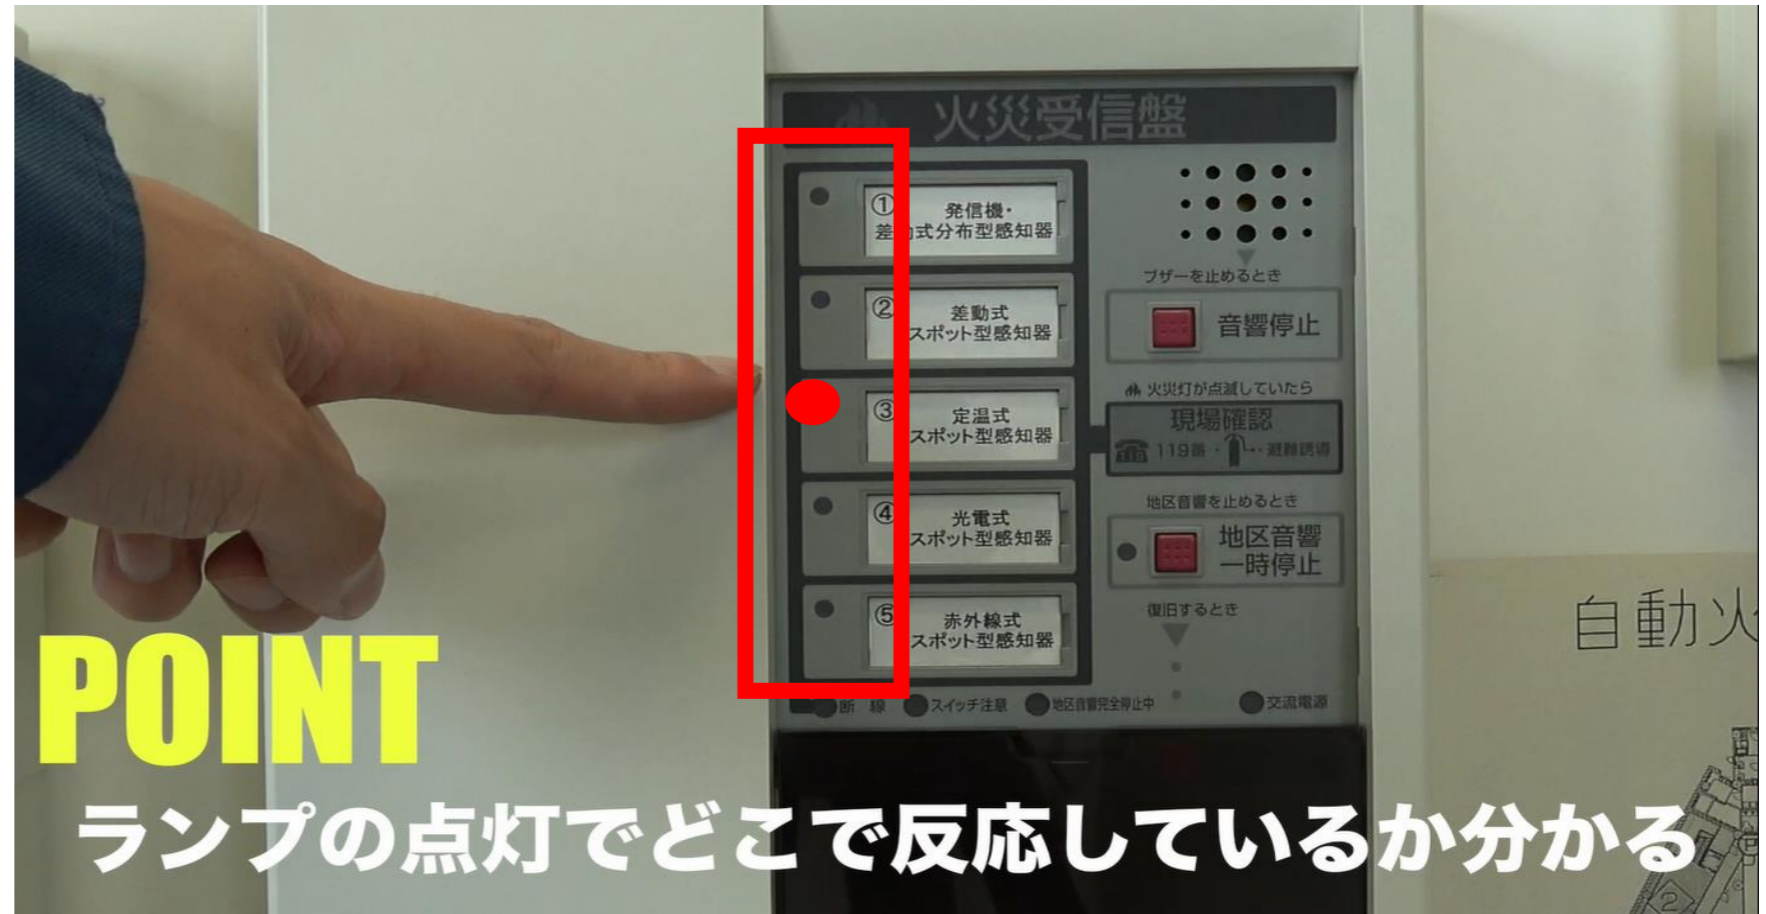 火災受信盤
① 発信機・
差動式分布型感知器
② 差動式
スポット型感知器
③ 定温式
スポット型感知器
④ 光電式
スポット型感知器
⑤ 赤外線式
スポット型感知器
ブザーを止めるとき
音響停止
火災灯が点滅していたら
現場確認
119番・避難誘導
地区音響を止めるとき
地区音響
一時停止
復旧するとき
断線 スイッチ注意 地区音響完全停止中 交流電源
自動火
2
POINT
ランプの点灯でどこで反応しているか分かる